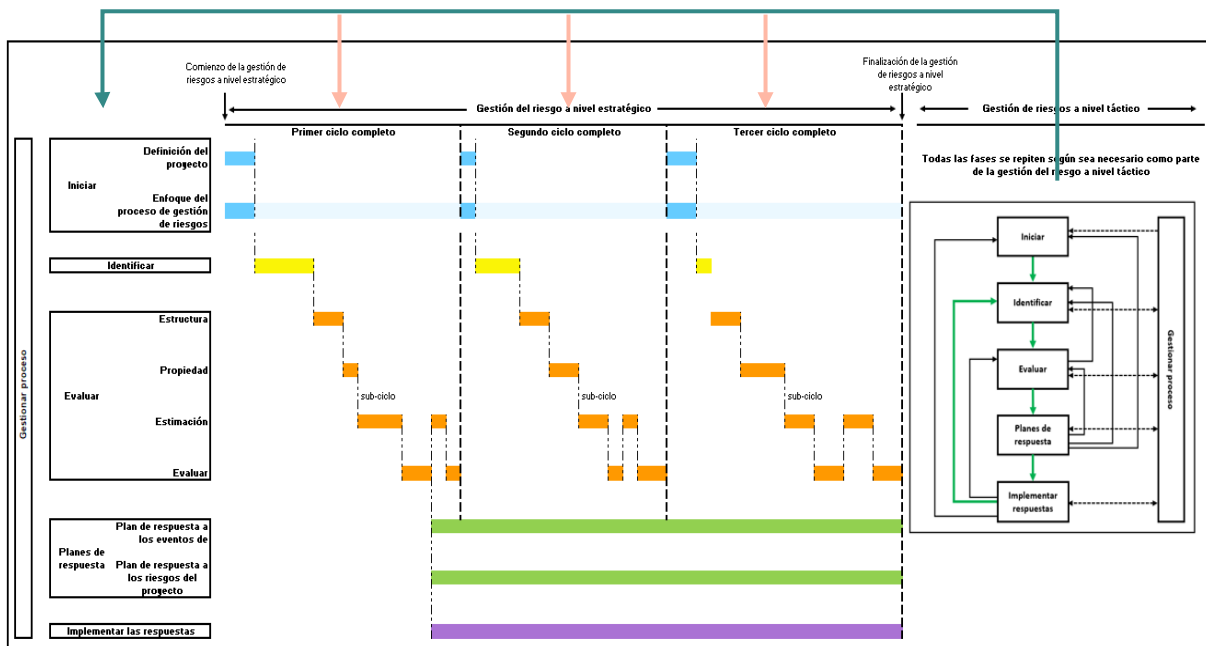 Comienzo de la gestión de
riesgos a nivel estratégico
Finalización de la gestión
de riesgos a nivel
estratégico
Gestión del riesgo a nivel estratégico
Gestión de riesgos a nivel táctico
Primer ciclo completo
Segundo ciclo completo
Tercer ciclo completo
Todas las fases se repiten según sea necesario como parte
de la gestión del riesgo a nivel táctico
Gestionar proceso
Iniciar
Definición del
proyecto
Enfoque del
proceso de gestión
de riesgos
Identificar
Evaluar
Estructura
Propiedad
sub-ciclo
sub-ciclo
sub-ciclo
Estimación
Evaluar
Planes de
respuesta
Plan de respuesta a
los eventos de
Plan de respuesta a
los riesgos del
proyecto
Implementar las respuestas
Iniciar
Identificar
Evaluar
Planes de
respuesta
Implementar
respuestas
Gestionar proceso